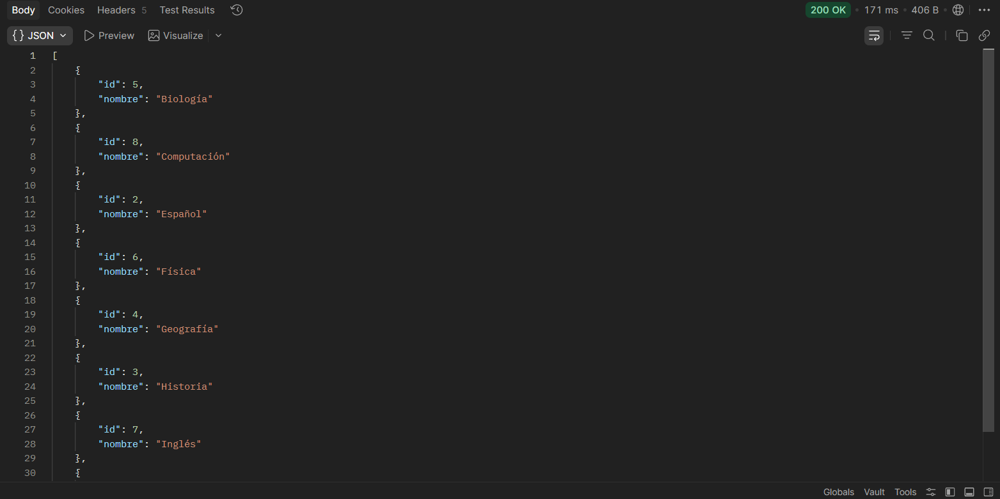 Body Cookies Headers 5 Test Results 200 OK • 171 ms • 406 B •
{} JSON Preview Visualize
1 [
2 {
3 "id": 5,
4 "nombre": "Biología"
5 },
6 {
7 "id": 8,
8 "nombre": "Computación"
9 },
10 {
11 "id": 2,
12 "nombre": "Español"
13 },
14 {
15 "id": 6,
16 "nombre": "Física"
17 },
18 {
19 "id": 4,
20 "nombre": "Geografía"
21 },
22 {
23 "id": 3,
24 "nombre": "Historia"
25 },
26 {
27 "id": 7,
28 "nombre": "Inglés"
29 },
30 {
Globals Vault Tools